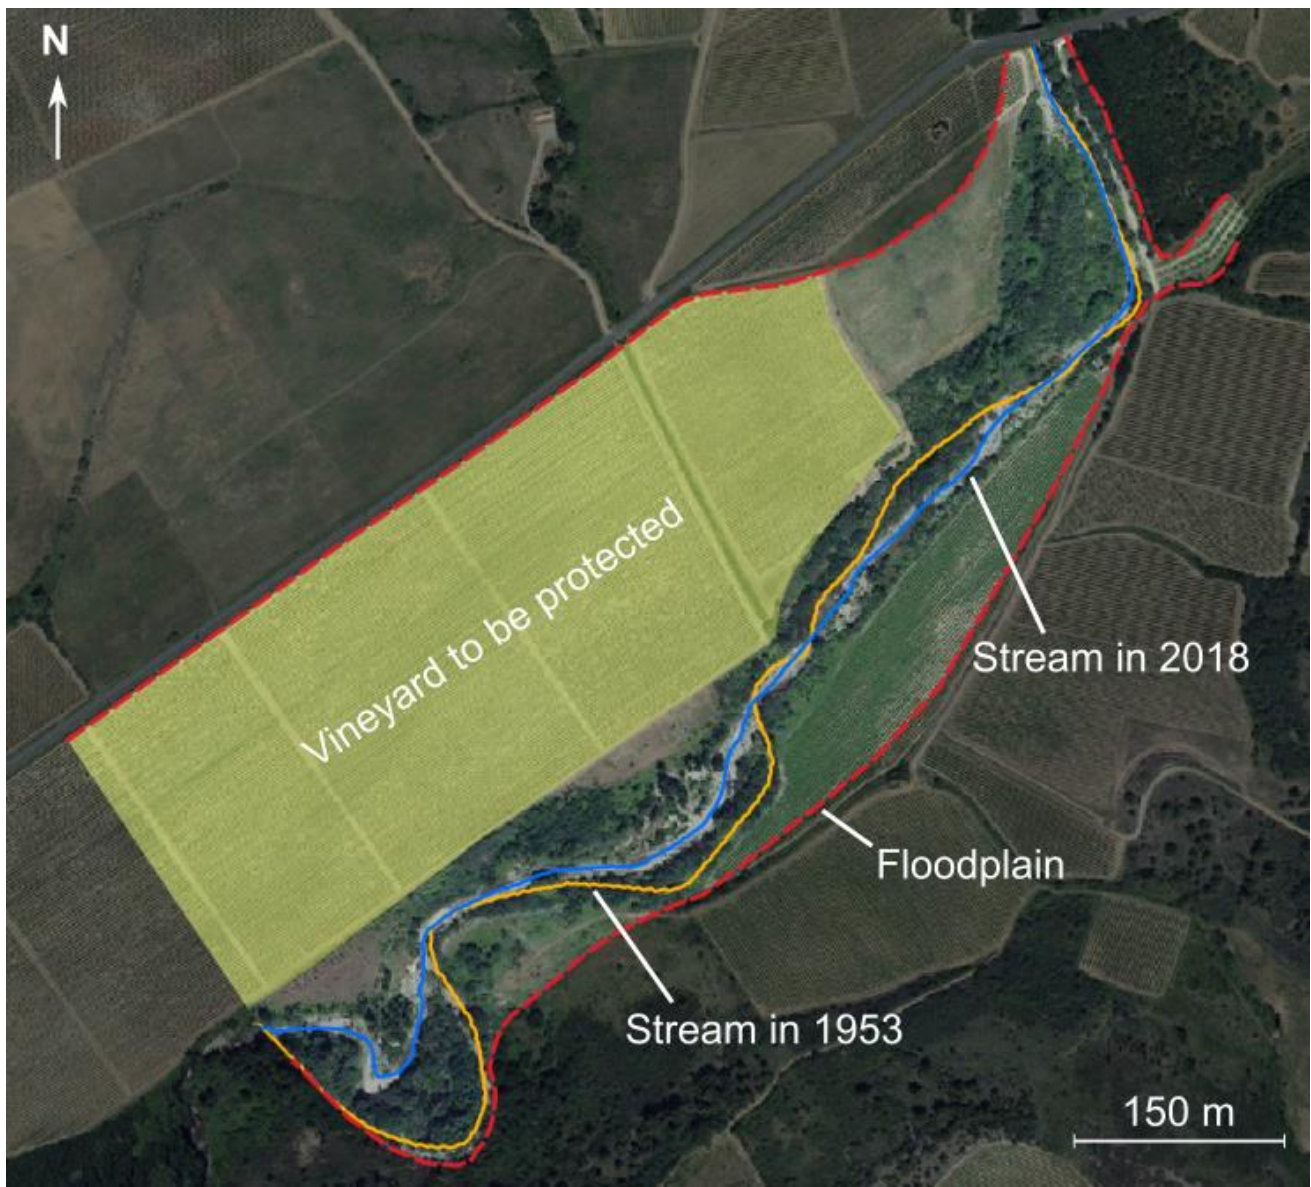 N
Vineyard to be protected
Stream in 2018
Floodplain
Stream in 1953
150 m